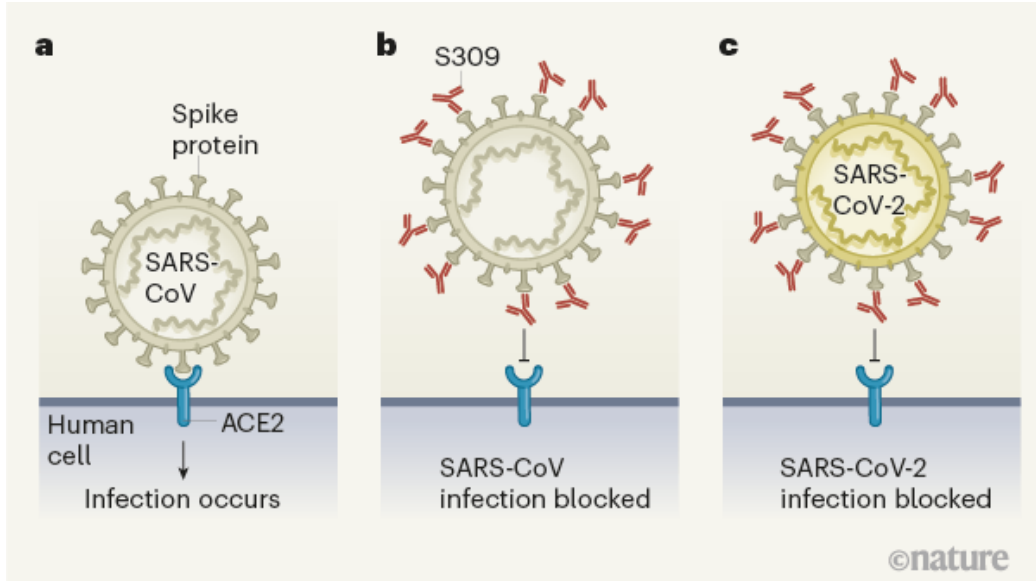 a
Spike
protein
SARS-
CoV
Human
cell
ACE2
Infection occurs
b
S309
SARS-CoV
infection blocked
c
SARS-
CoV-2
SARS-CoV-2
infection blocked
©nature